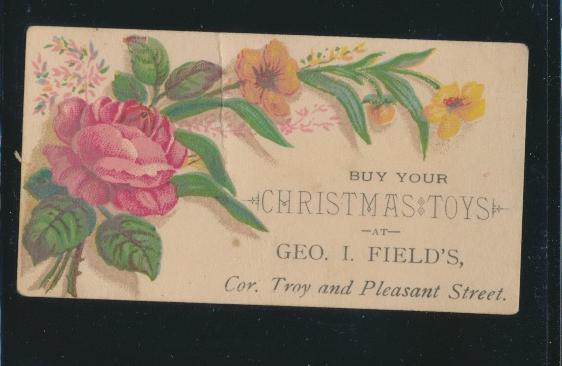 BUY YOUR
CHRISTMAS TOYS
AT
GEO. I. FIELD'S,
Cor. Troy and Pleasant Street.